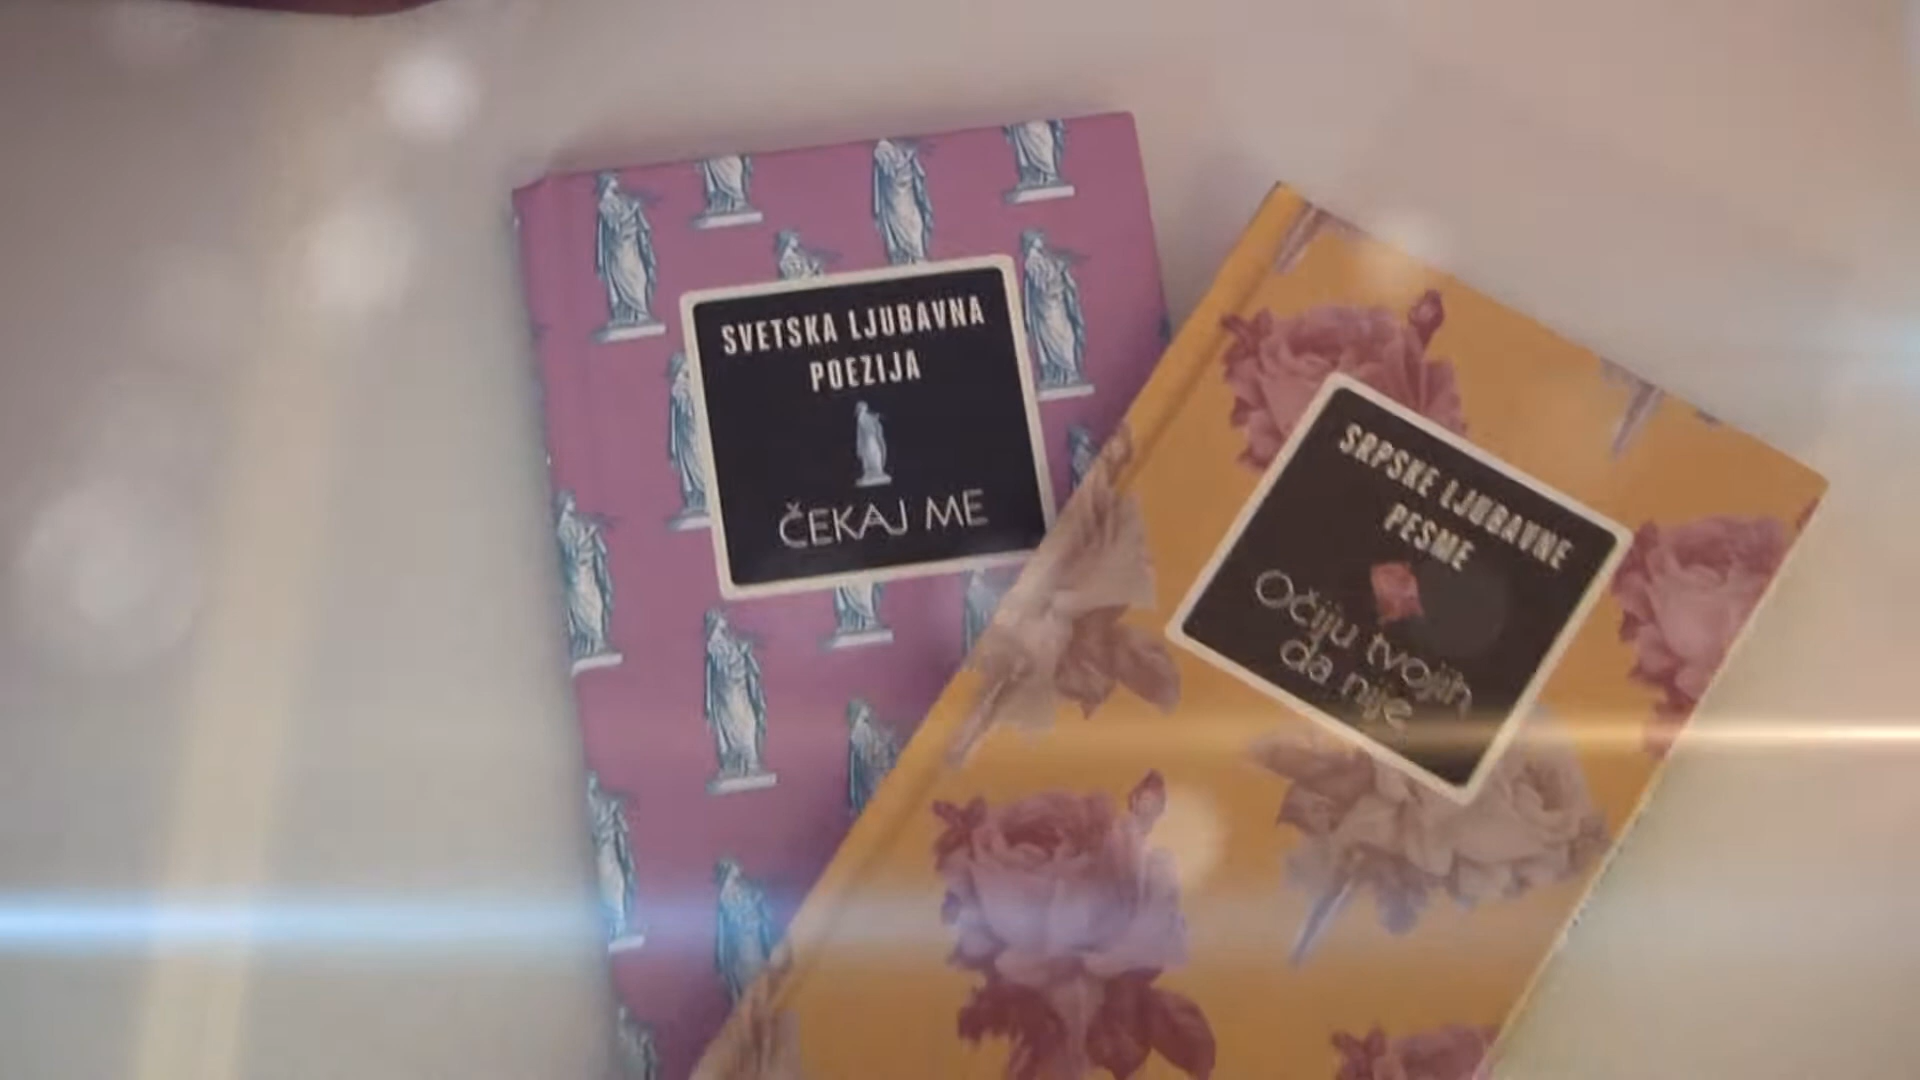 SVETSKA LJUBAVNA
POEZIJA
ČEKAJ ME
SRPSKE LJUBAVNE
PESME
Očiju tvojih
da nije